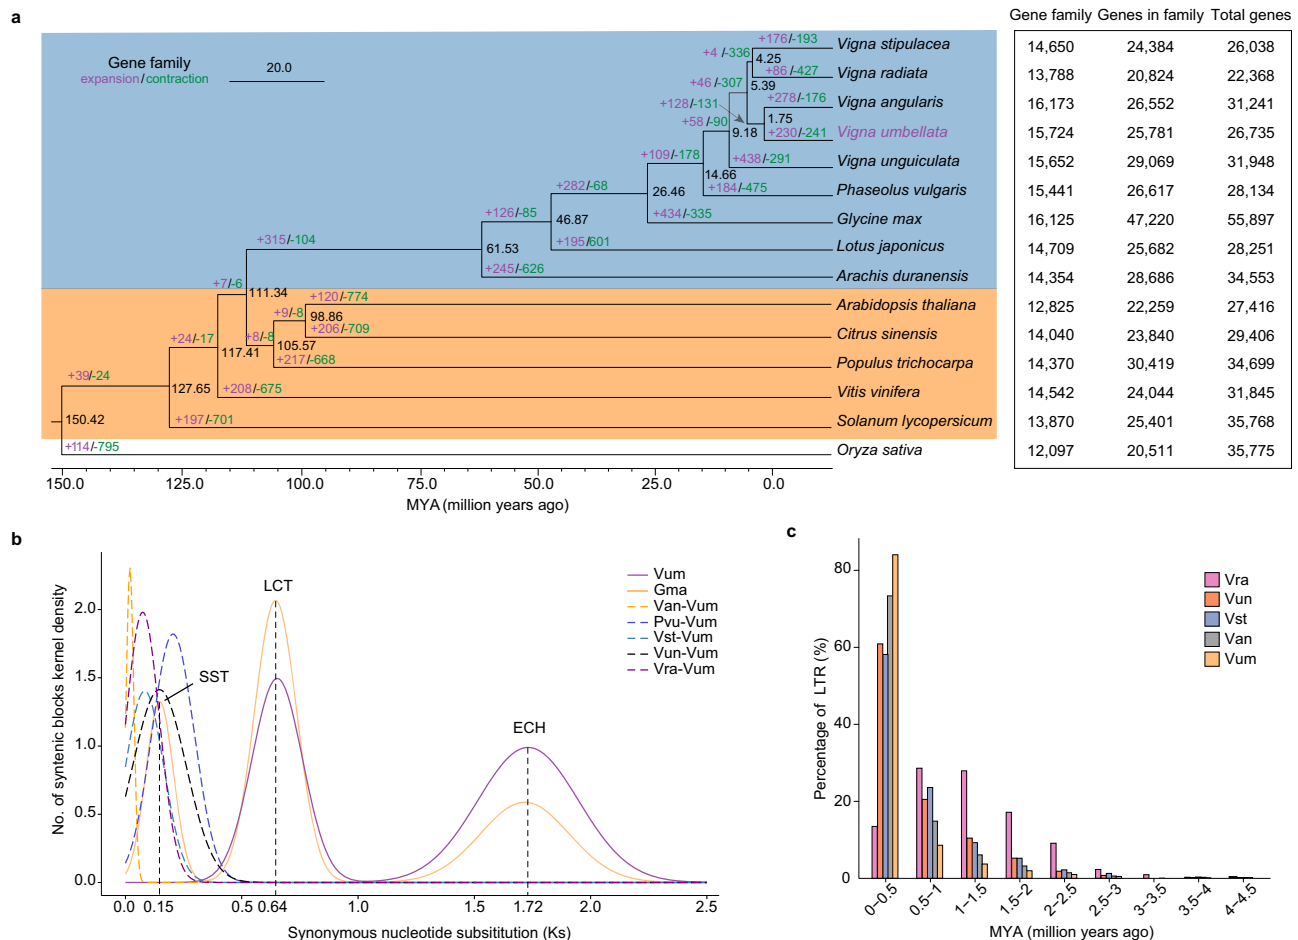 a
Gene family Genes in family Total genes
Gene family
expansion/contraction
20.0
+176/-193
Vigna stipulacea
14,650 24,384 26,038
+4 /-336
4.25
+86/-427
Vigna radiata
13,788 20,824 22,368
+46/-307
5.39
+278/-176
Vigna angularis
16,173 26,552 31,241
+128/-131
1.75
+230/-241
Vigna umbellata
15,724 25,781 26,735
+58/-90
9.18
+438/-291
Vigna unguiculata
15,652 29,069 31,948
+109/-178
14.66
+184/-475
Phaseolus vulgaris
15,441 26,617 28,134
+282/-68
26.46
+434/-335
Glycine max
16,125 47,220 55,897
+126/-85
46.87
+195/601
Lotus japonicus
14,709 25,682 28,251
+315/-104
61.53
+245/-626
Arachis duranensis
14,354 28,686 34,553
+7/-6
111.34
+120/-774
Arabidopsis thaliana
12,825 22,259 27,416
+9/-8
98.86
+206/-709
Citrus sinensis
14,040 23,840 29,406
+24/-17
+8/-8
105.57
117.41
+217/-668
Populus trichocarpa
14,370 30,419 34,699
+39/-24
127.65
+208/-675
Vitis vinifera
14,542 24,044 31,845
150.42
+197/-701
Solanum lycopersicum
13,870 25,401 35,768
+114/-795
Oryza sativa
12,097 20,511 35,775
150.0 125.0 100.0 75.0 50.0 25.0 0.0
MYA (million years ago)
b
No. of syntenic blocks kernel density
2.0
1.5
1.0
0.5
0.0
LCT
SST
ECH
Vum
Gma
Van-Vum
Pvu-Vum
Vst-Vum
Vun-Vum
Vra-Vum
0.0 0.15 0.5 0.64 1.0 1.5 1.72 2.0 2.5
Synonymous nucleotide subsititution (Ks)
c
Percentage of LTR (%)
80
60
40
20
0
Vra
Vun
Vst
Van
Vum
0−0.5 0.5−1 1−1.5 1.5−2 2−2.5 2.5−3 3−3.5 3.5−4 4−4.5
MYA (million years ago)